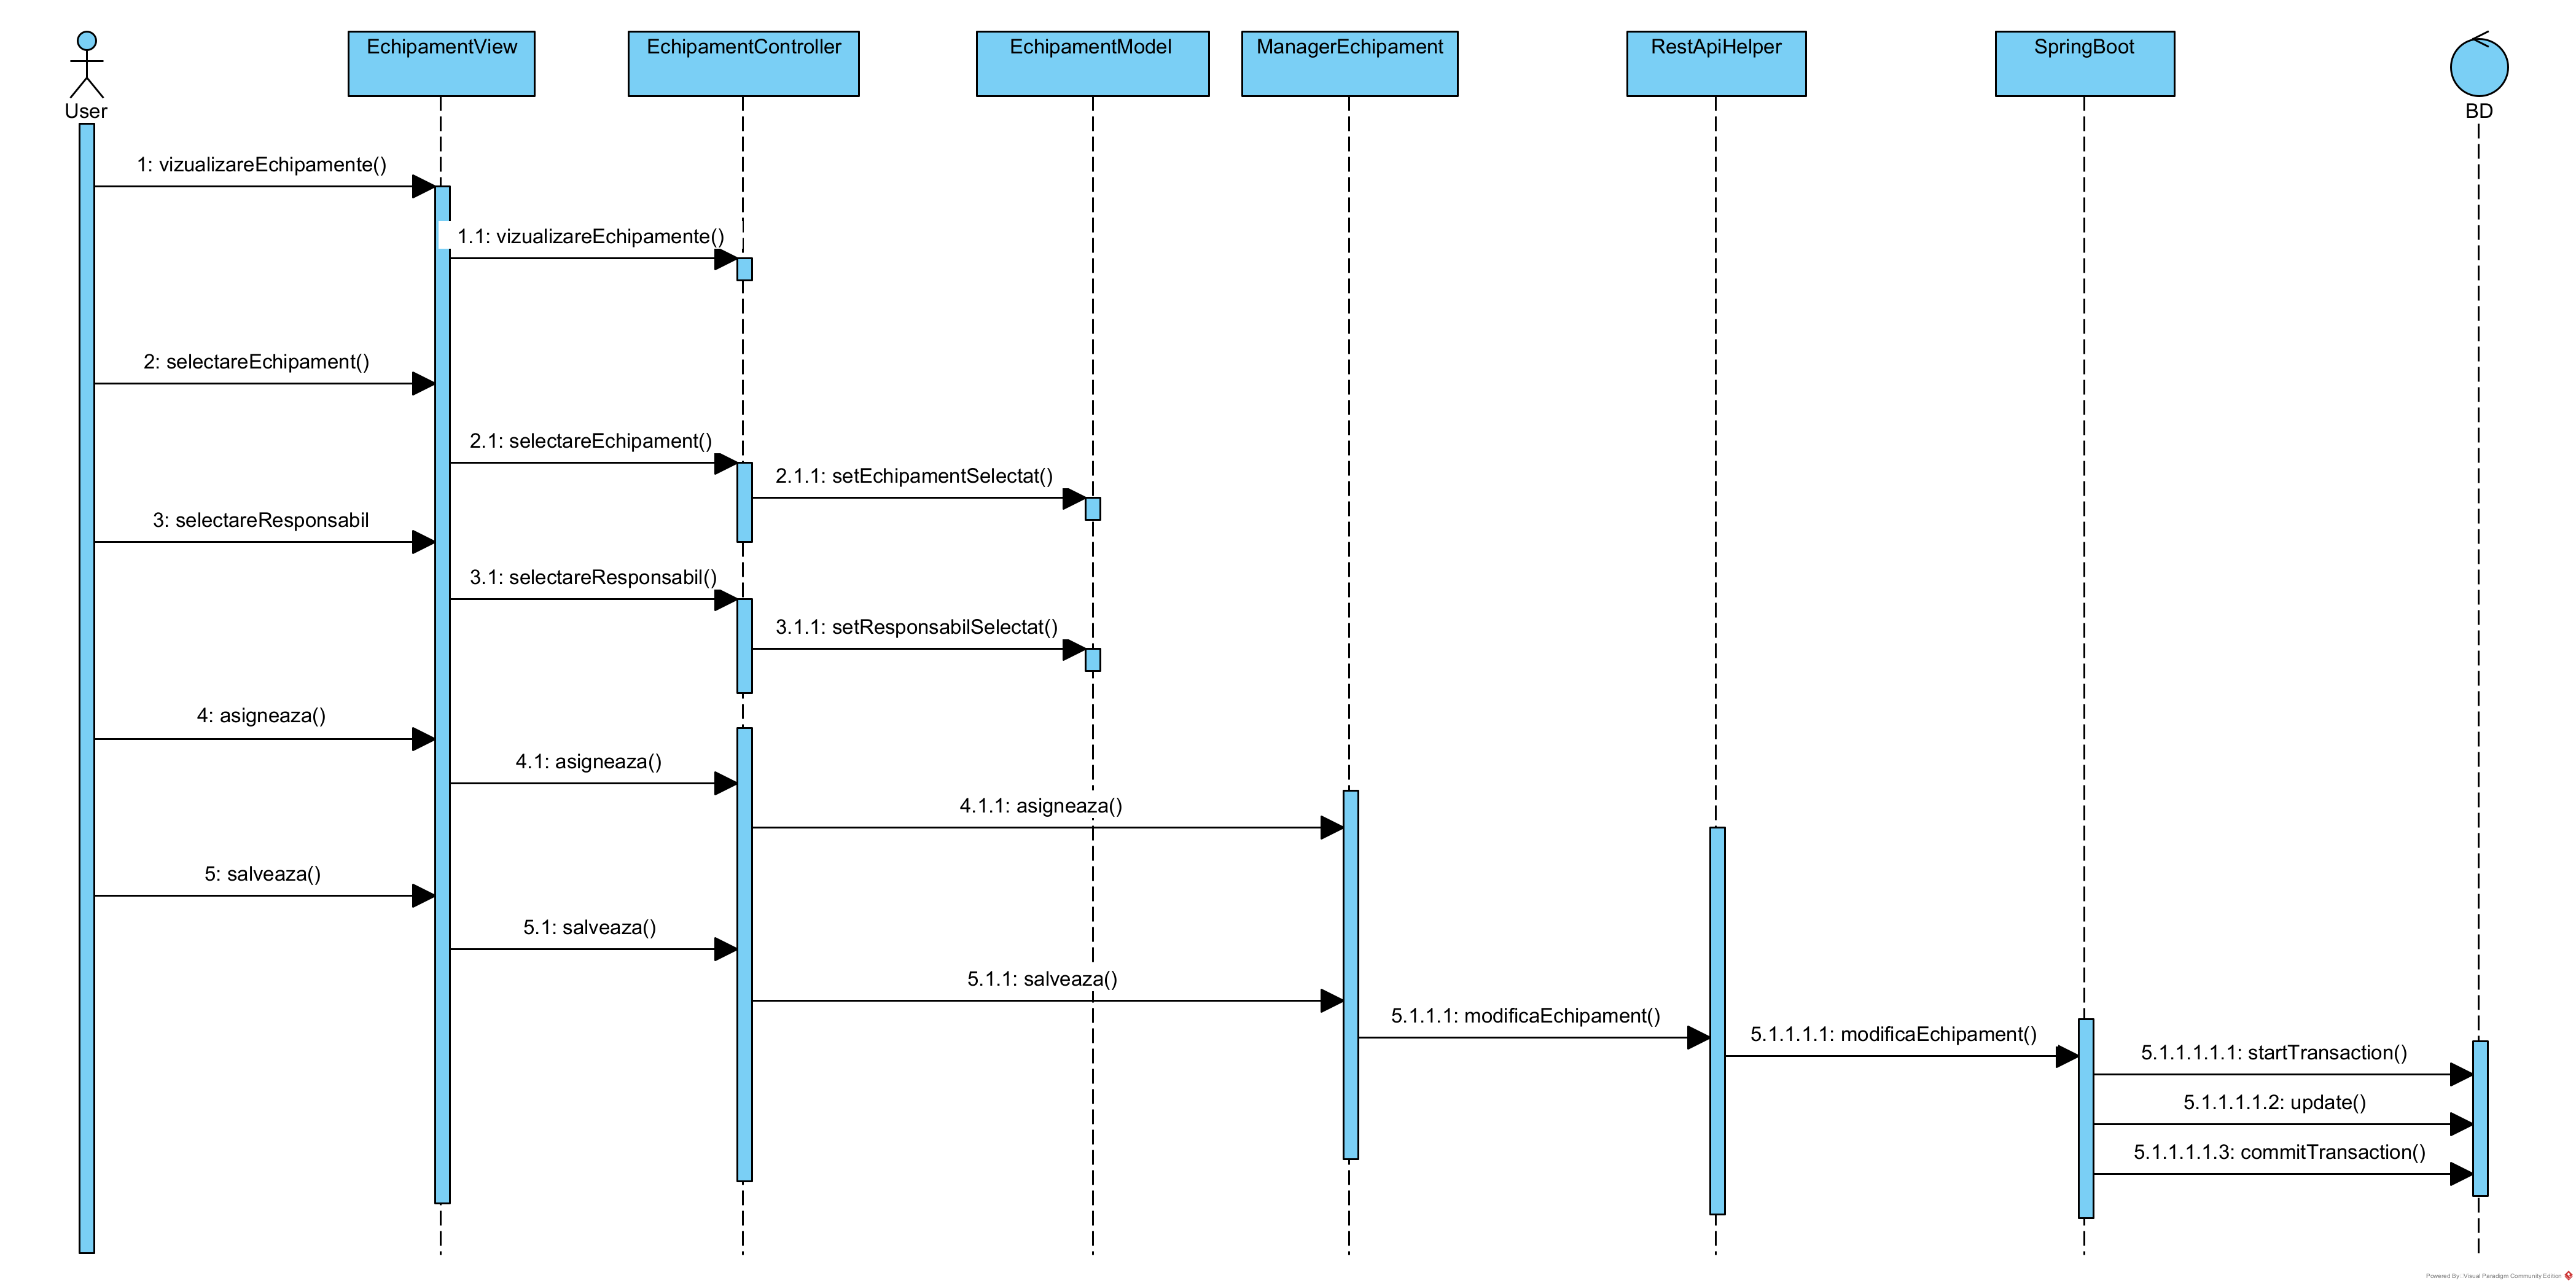 EchipamentView
EchipamentController
EchipamentModel
ManagerEchipament
RestApiHelper
SpringBoot
User
BD
1: vizualizareEchipamente()
1.1: vizualizareEchipamente()
2: selectareEchipament()
2.1: selectareEchipament()
2.1.1: setEchipamentSelectat()
3: selectareResponsabil
3.1: selectareResponsabil()
3.1.1: setResponsabilSelectat()
4: asigneaza()
4.1: asigneaza()
4.1.1: asigneaza()
5: salveaza()
5.1: salveaza()
5.1.1: salveaza()
5.1.1.1: modificaEchipament()
5.1.1.1.1: modificaEchipament()
5.1.1.1.1.1: startTransaction()
5.1.1.1.1.2: update()
5.1.1.1.1.3: commitTransaction()
Powered By: Visual Paradigm Community Edition